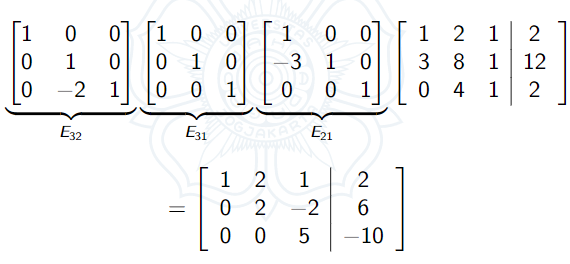 [1 0 0; 0 1 0; 0 −2 1] [1 0 0; 0 1 0; 0 0 1] [1 0 0; −3 1 0; 0 0 1] [1 2 1 | 2; 3 8 1 | 12; 0 4 1 | 2]
E32 E31 E21
= [1 2 1 | 2; 0 2 −2 | 6; 0 0 5 | −10]